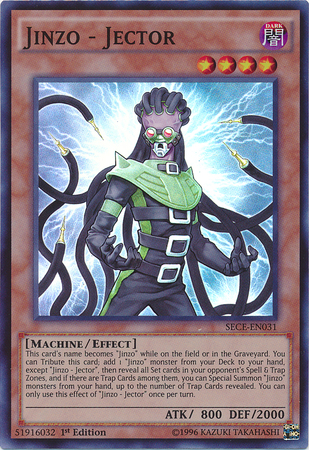 JINZO - JECTOR
DARK
闇
SECE-EN031
[MACHINE / EFFECT]
This card's name becomes "Jinzo" while on the field or in the Graveyard. You
can Tribute this card; add 1 "Jinzo" monster from your Deck to your hand,
except "Jinzo - Jector", then reveal all Set cards in your opponent's Spell & Trap
Zones, and if there are Trap Cards among them, you can Special Summon "Jinzo"
monsters from your hand, up to the number of Trap Cards revealed. You can
only use this effect of "Jinzo - Jector" once per turn.
ATK/ 800 DEF/2000
51916032 1st Edition ©1996 KAZUKI TAKAHASHI